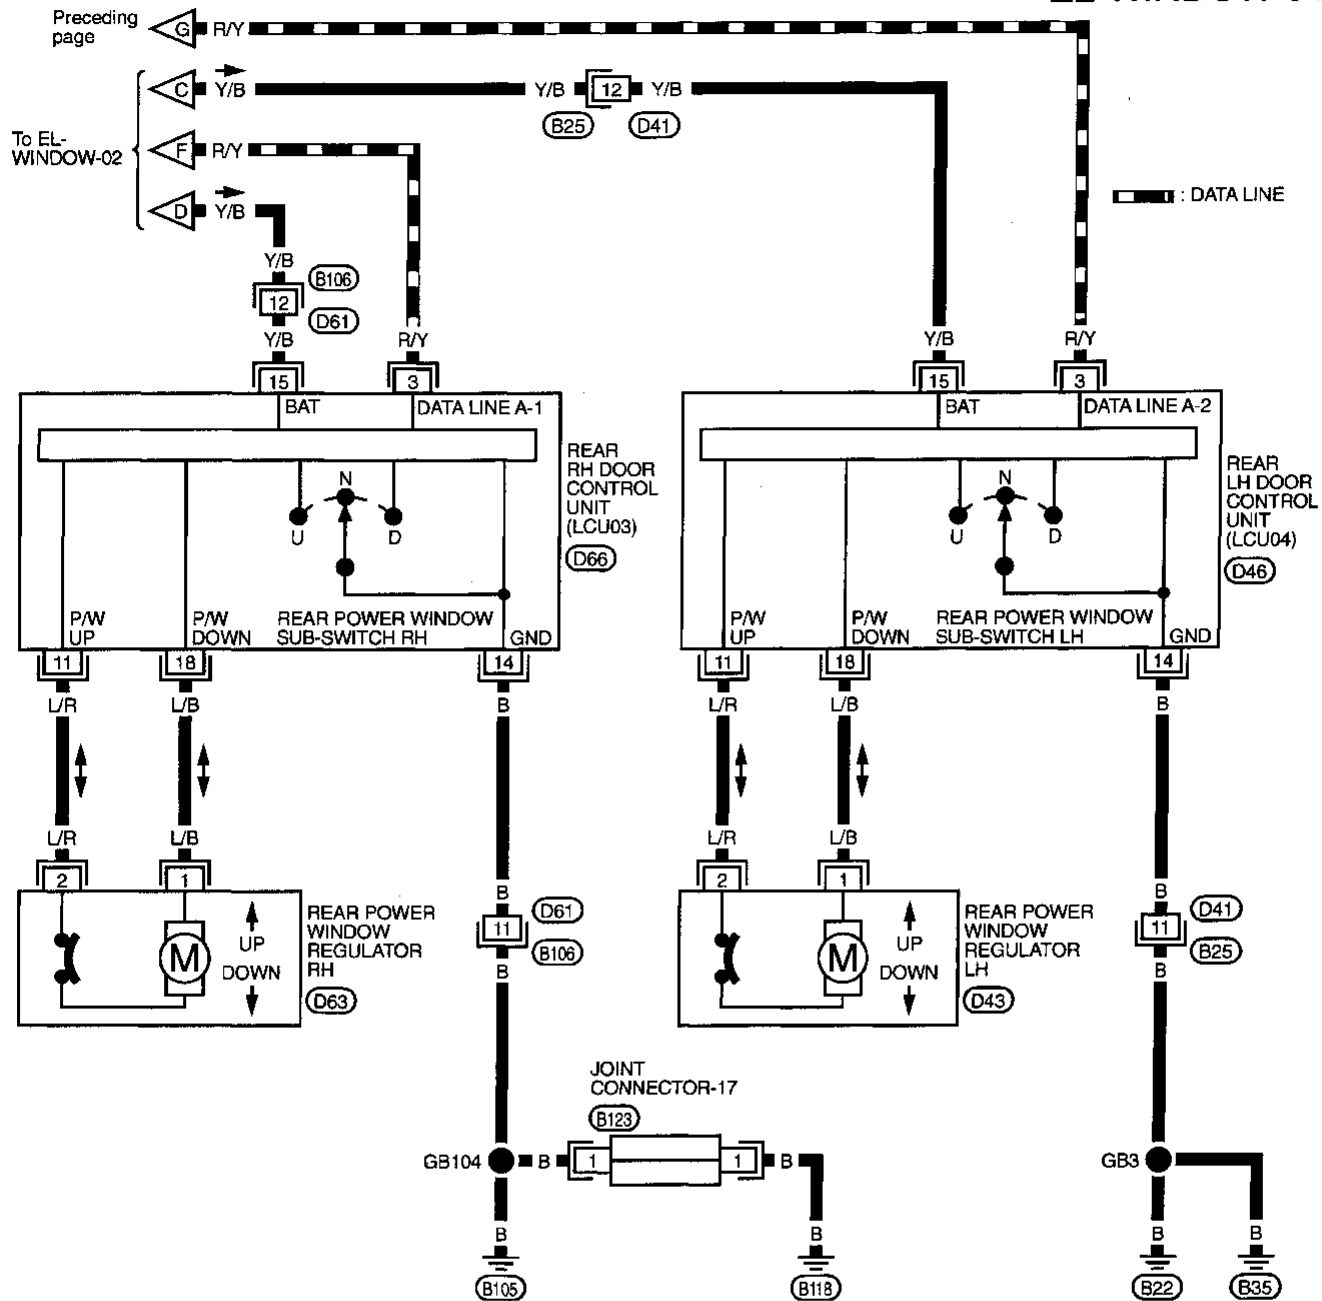 Preceding
page
G R/Y
C Y/B Y/B 12 Y/B
B25 D41
To EL-
WINDOW-02
F R/Y
: DATA LINE
D Y/B
Y/B
B106
12
D61
Y/B R/Y Y/B R/Y
15 3 15 3
BAT DATA LINE A-1 BAT DATA LINE A-2
REAR
RH DOOR
CONTROL
UNIT
(LCU03)
D66
N
U D
REAR
LH DOOR
CONTROL
UNIT
(LCU04)
D46
N
U D
P/W
UP
P/W
DOWN
REAR POWER WINDOW
SUB-SWITCH RH
GND
P/W
UP
P/W
DOWN
REAR POWER WINDOW
SUB-SWITCH LH
GND
11 18 14 11 18 14
L/R L/B B L/R L/B B
L/R L/B L/R L/B
2 1 2 1
M
UP
DOWN
REAR POWER
WINDOW
REGULATOR
RH
D63
B
D61
11
B106
B
M
UP
DOWN
REAR POWER
WINDOW
REGULATOR
LH
D43
B
D41
11
B25
B
JOINT
CONNECTOR-17
B123
GB104 B 1 1 B
GB3
B B B B
B105 B118 B22 B35